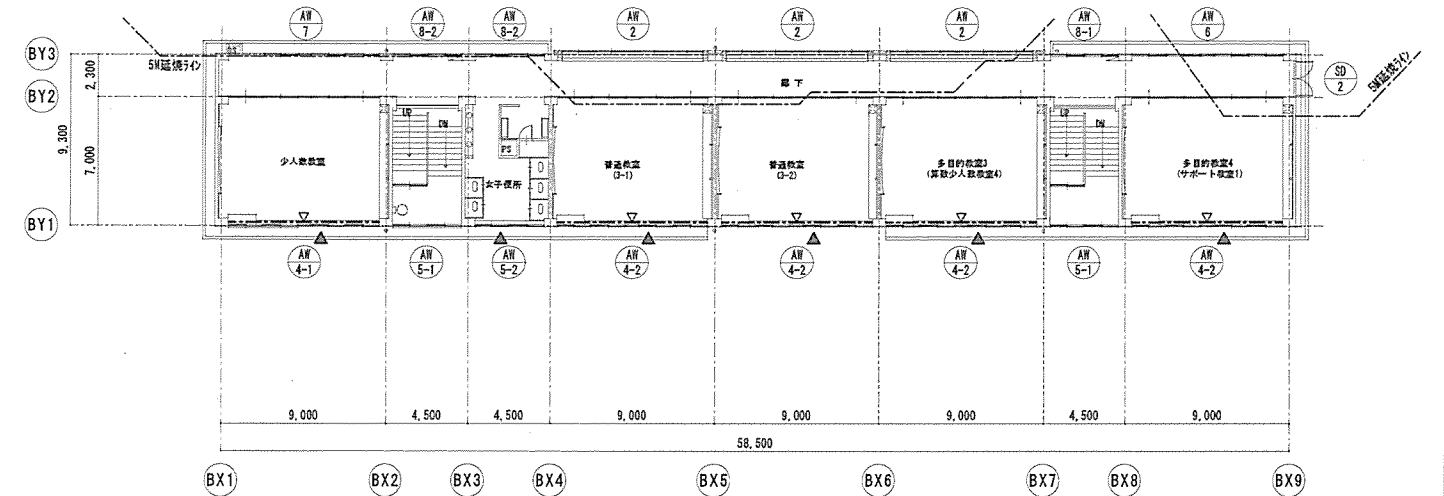 AW 7
AW 8-2
AW 8-2
AW 2
AW 2
AW 2
AW 8-1
AW 6
BY3
5M延焼ライン
2,300
廊下
SD 2
5M延焼ライン
BY2
9,300
7,000
UP
DN
PS
UP
DN
少人数教室
女子便所
普通教室
(3-1)
普通教室
(3-2)
多目的教室3
(算数少人数教室4)
多目的教室4
(サポート教室1)
BY1
AW 4-1
AW 5-1
AW 5-2
AW 4-2
AW 4-2
AW 4-2
AW 5-1
AW 4-2
9,000
4,500
4,500
9,000
9,000
9,000
4,500
9,000
58,500
BX1
BX2
BX3
BX4
BX5
BX6
BX7
BX8
BX9